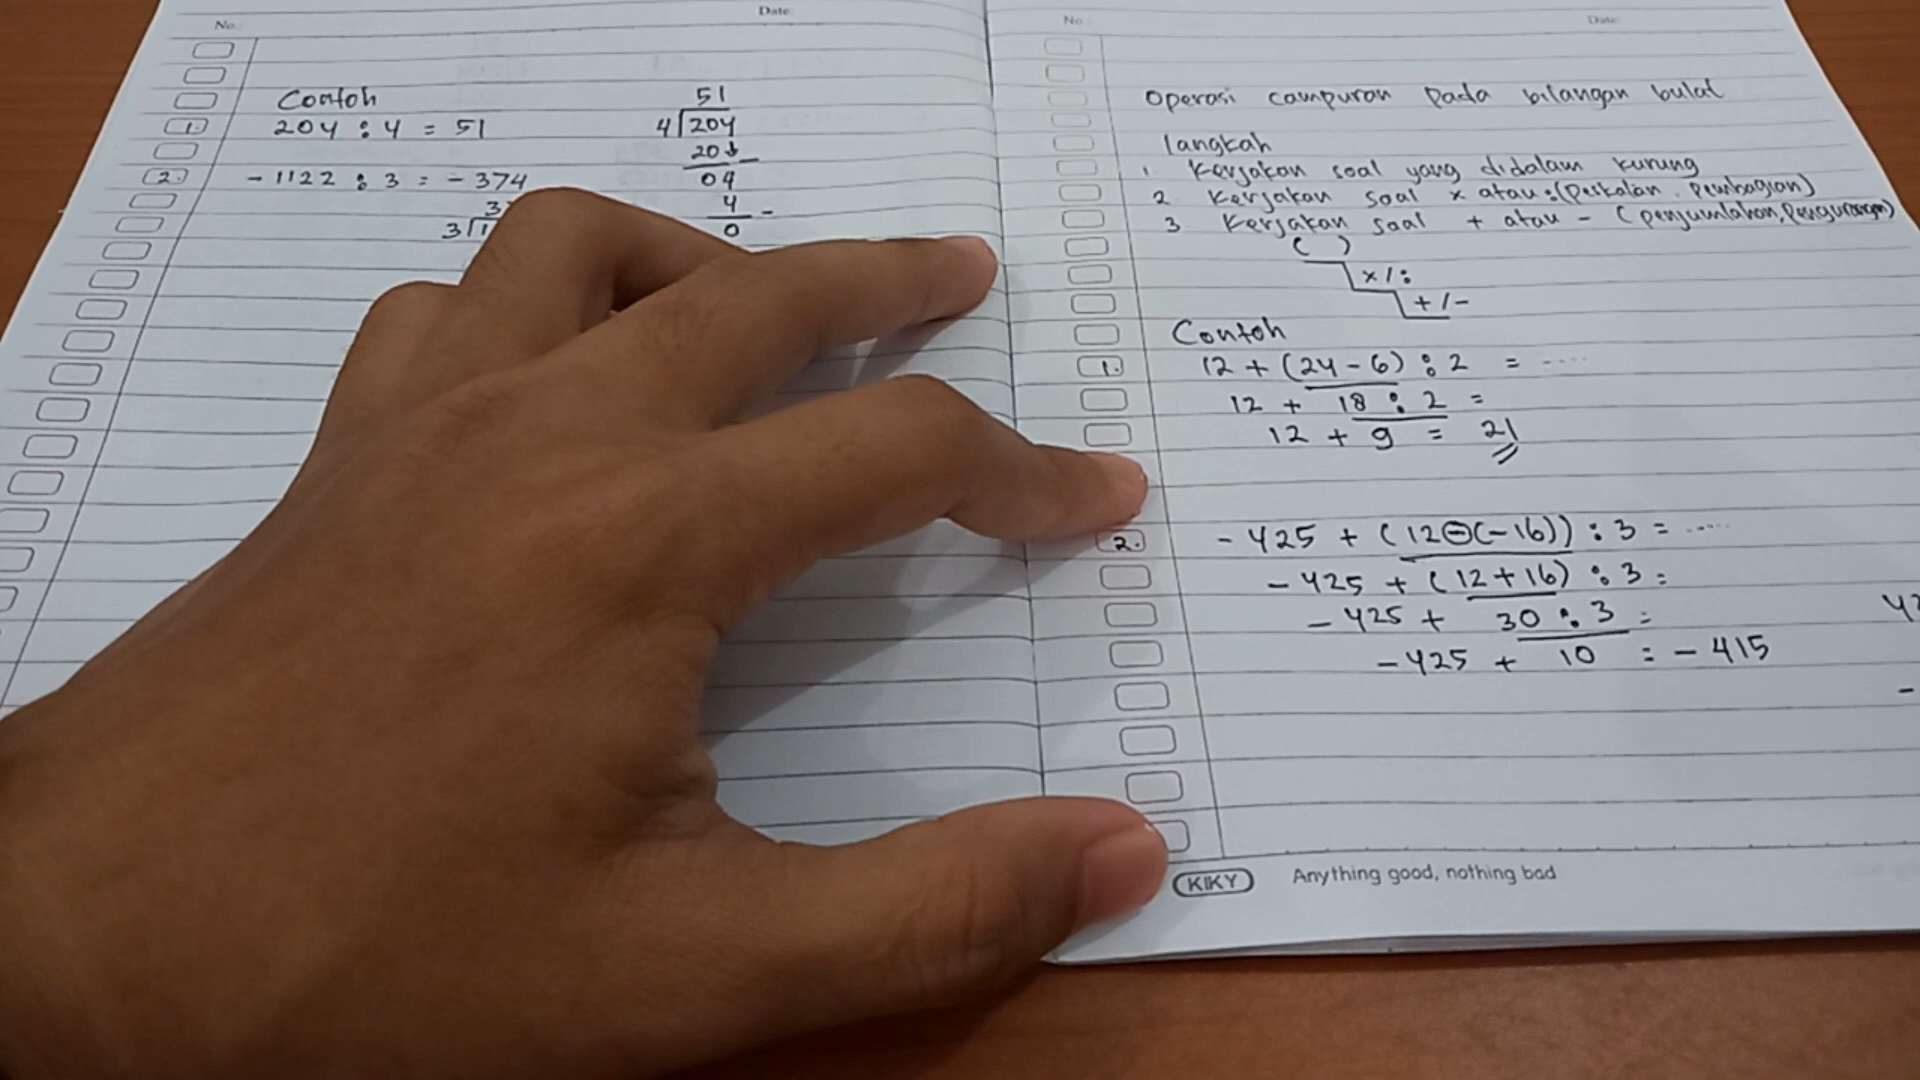 No.
Date:
Contoh
1. 204 : 4 = 51
51
4 204
20
04
4 -
0
2. - 1122 : 3 = - 374
3
3
No.
Date:
Operasi campuran pada bilangan bulat
langkah
1. Kerjakan soal yang didalam kurung
2. Kerjakan soal x atau : (Perkalan, Pembagian)
3 Kerjakan soal + atau - (penjumlahan, Pengurangan)
( )
x / :
+ / -
Contoh
1. 12 + (24 - 6) : 2 = ....
12 + 18 : 2 =
12 + 9 = 21
2. - 425 + (12 - (-16)) : 3 = .....
- 425 + (12 + 16) : 3 =
- 425 + 30 : 3 =
- 425 + 10 = - 415
KIKY Anything good, nothing bad